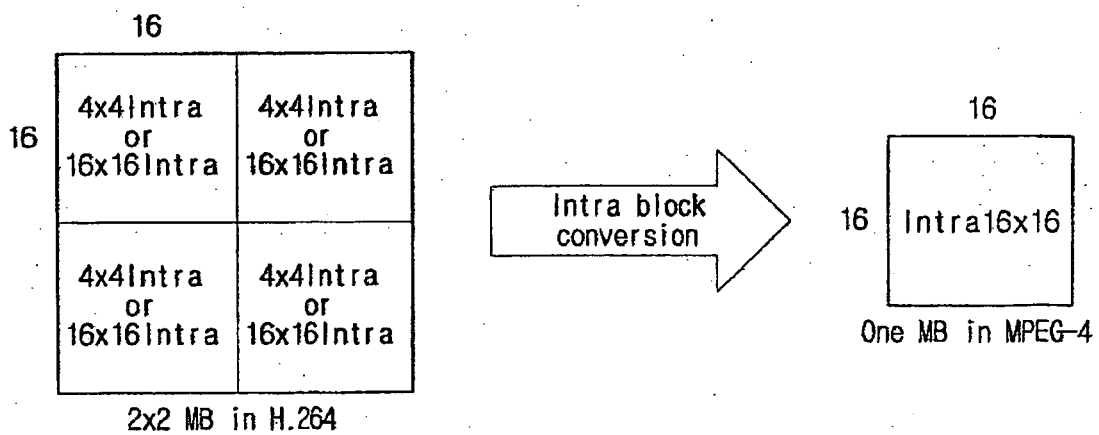 16
16
4x4Intra
or
16x16Intra
4x4Intra
or
16x16Intra
4x4Intra
or
16x16Intra
4x4Intra
or
16x16Intra
2x2 MB in H.264
Intra block
conversion
16
16
Intra16x16
One MB in MPEG-4